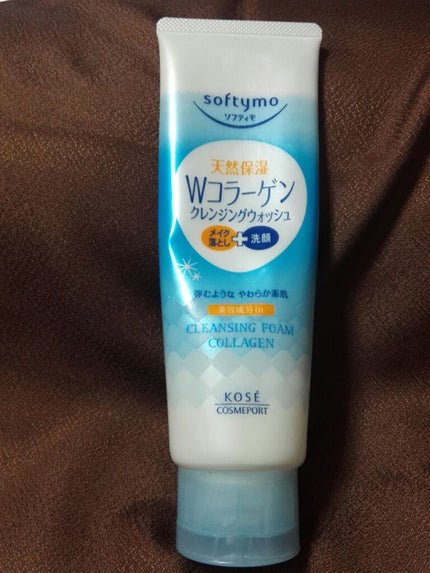 softymo
ソフティモ
天然保湿
Wコラーゲン
クレンジングウォッシュ
メイク
落とし
+
洗顔
弾むような やわらか素肌
美容成分in
CLEANSING FOAM
COLLAGEN
KOSÉ
COSMEPORT